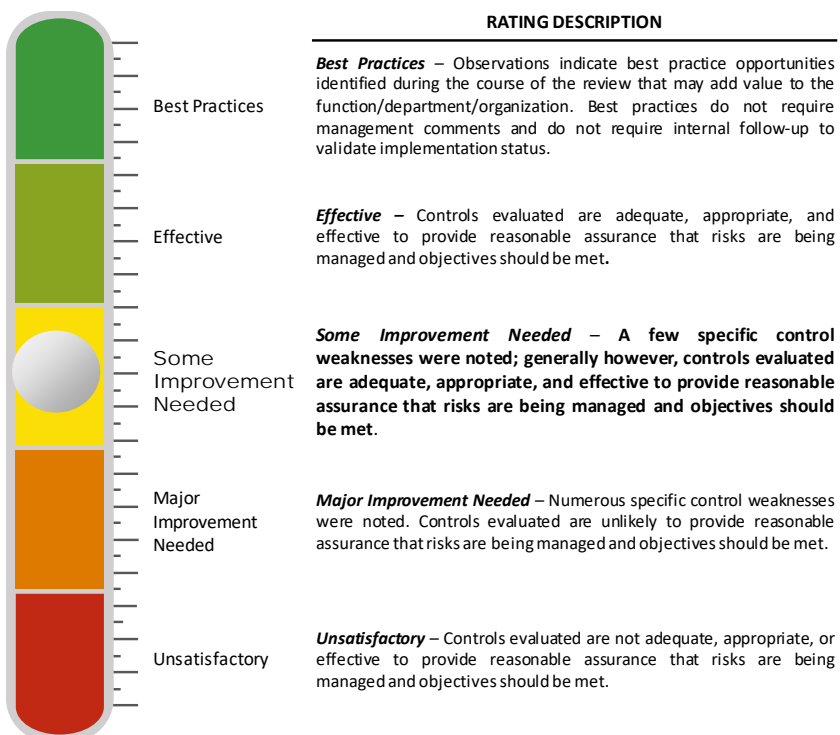 RATING DESCRIPTION
Best Practices
Best Practices – Observations indicate best practice opportunities
identified during the course of the review that may add value to the
function/department/organization. Best practices do not require
management comments and do not require internal follow-up to
validate implementation status.
Effective
Effective – Controls evaluated are adequate, appropriate, and
effective to provide reasonable assurance that risks are being
managed and objectives should be met.
Some
Improvement
Needed
Some Improvement Needed – A few specific control
weaknesses were noted; generally however, controls evaluated
are adequate, appropriate, and effective to provide reasonable
assurance that risks are being managed and objectives should
be met.
Major
Improvement
Needed
Major Improvement Needed – Numerous specific control weaknesses
were noted. Controls evaluated are unlikely to provide reasonable
assurance that risks are being managed and objectives should be met.
Unsatisfactory
Unsatisfactory – Controls evaluated are not adequate, appropriate, or
effective to provide reasonable assurance that risks are being
managed and objectives should be met.